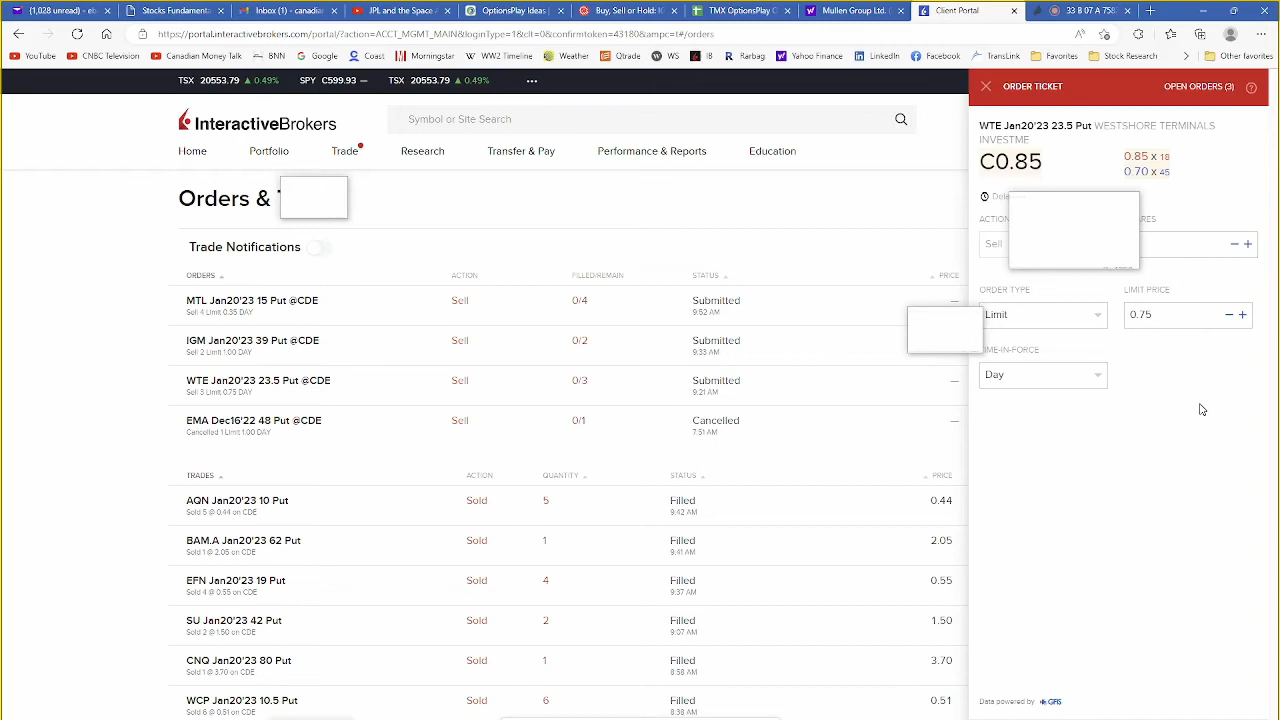 (1,028 unread) - eb
Stocks Fundament
Inbox (1) - canadian
JPL and the Space A
OptionsPlay Ideas |
Buy, Sell or Hold: K
TMX OptionsPlay C
Mullen Group Ltd. (
Client Portal
33 B 07 A 758
https://portal.interactivebrokers.com/portal/?action=ACCT_MGMT_MAIN&loginType=1&clt=0&confirmtoken=43180&ampc=t#/orders
YouTube
CNBC Television
Canadian Money Tal...
BNN
Google
Coast
Morningstar
WW2 Timeline
Weather
Qtrade
WS
IB
Rarbag
Yahoo Finance
LinkedIn
Facebook
TransLink
Favorites
Stock Research
Other favorites
TSX 20553.79 ▲ 0.49%
SPY C599.93 —
TSX 20553.79 ▲ 0.49%
InteractiveBrokers
Symbol or Site Search
Home
Portfolio
Trade
Research
Transfer & Pay
Performance & Reports
Education
Orders &
Trade Notifications
ORDERS ACTION FILLED/REMAIN STATUS PRICE
MTL Jan20'23 15 Put @CDE Sell 0/4 Submitted —
Sell 4 Limit 0.35 DAY 9:52 AM
IGM Jan20'23 39 Put @CDE Sell 0/2 Submitted
Sell 2 Limit 1.00 DAY 9:33 AM
WTE Jan20'23 23.5 Put @CDE Sell 0/3 Submitted —
Sell 3 Limit 0.75 DAY 9:21 AM
EMA Dec16'22 48 Put @CDE Sell 0/1 Cancelled —
Cancelled 1 Limit 1.00 DAY 7:51 AM
TRADES ACTION QUANTITY STATUS PRICE
AQN Jan20'23 10 Put Sold 5 Filled 0.44
Sold 5 @ 0.44 on CDE 9:42 AM
BAM.A Jan20'23 62 Put Sold 1 Filled 2.05
Sold 1 @ 2.05 on CDE 9:41 AM
EFN Jan20'23 19 Put Sold 4 Filled 0.55
Sold 4 @ 0.55 on CDE 9:37 AM
SU Jan20'23 42 Put Sold 2 Filled 1.50
Sold 2 @ 1.50 on CDE 9:07 AM
CNQ Jan20'23 80 Put Sold 1 Filled 3.70
Sold 1 @ 3.70 on CDE 8:58 AM
WCP Jan20'23 10.5 Put Sold 6 Filled 0.51
Sold 6 @ 0.51 on CDE 8:38 AM
ORDER TICKET
OPEN ORDERS (3)
WTE Jan20'23 23.5 Put WESTSHORE TERMINALS
INVESTME
C0.85
0.85 x 18
0.70 x 45
Sell
ORDER TYPE
LIMIT PRICE
Limit
0.75
Day
Data powered by GFIS